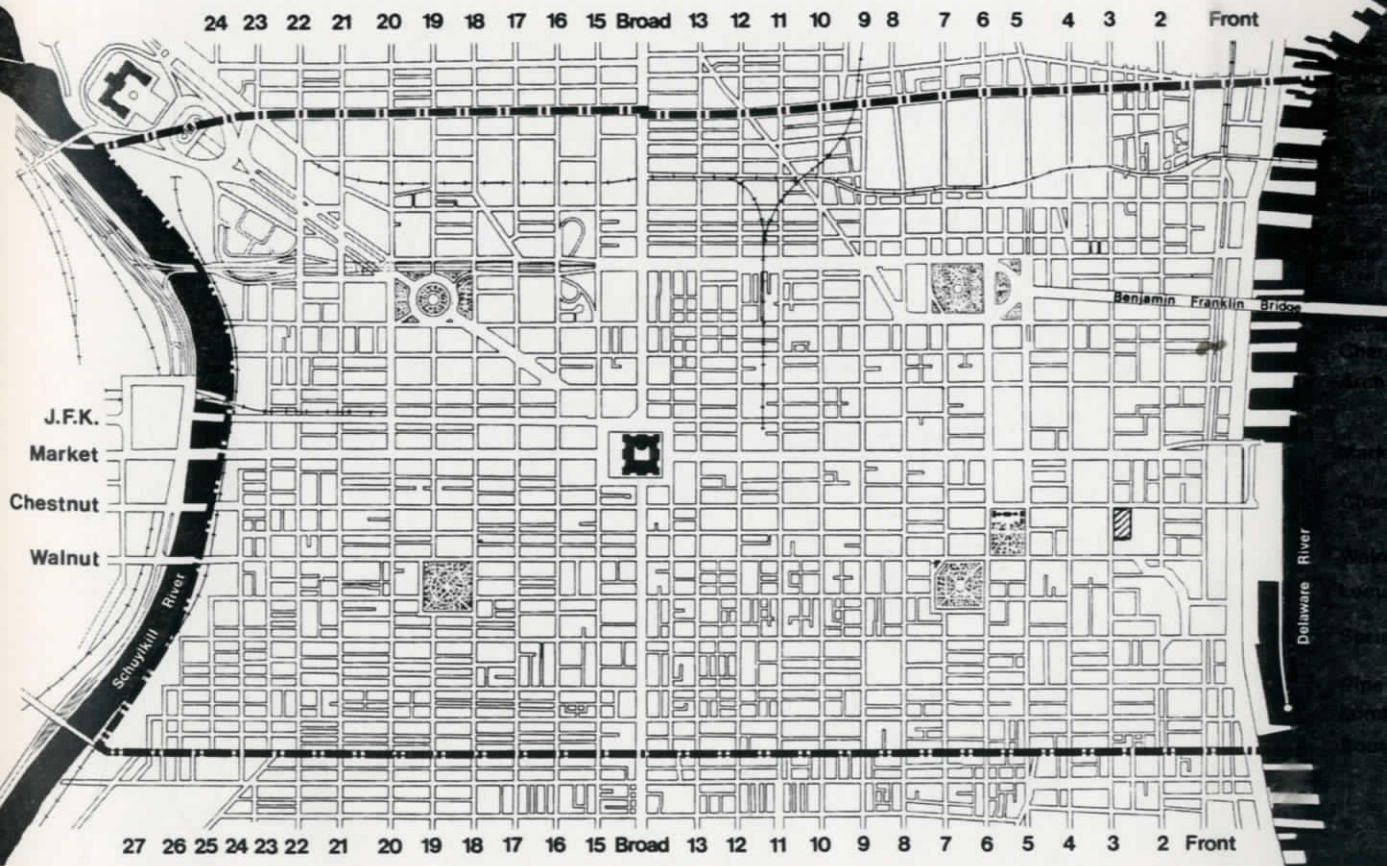 24 23 22 21 20 19 18 17 16 15 Broad 13 12 11 10 9 8 7 6 5 4 3 2 Front
Benjamin Franklin Bridge
J.F.K.
Market
Chestnut
Walnut
Schuylkill River
Delaware River
27 26 25 24 23 22 21 20 19 18 17 16 15 Broad 13 12 11 10 9 8 7 6 5 4 3 2 Front